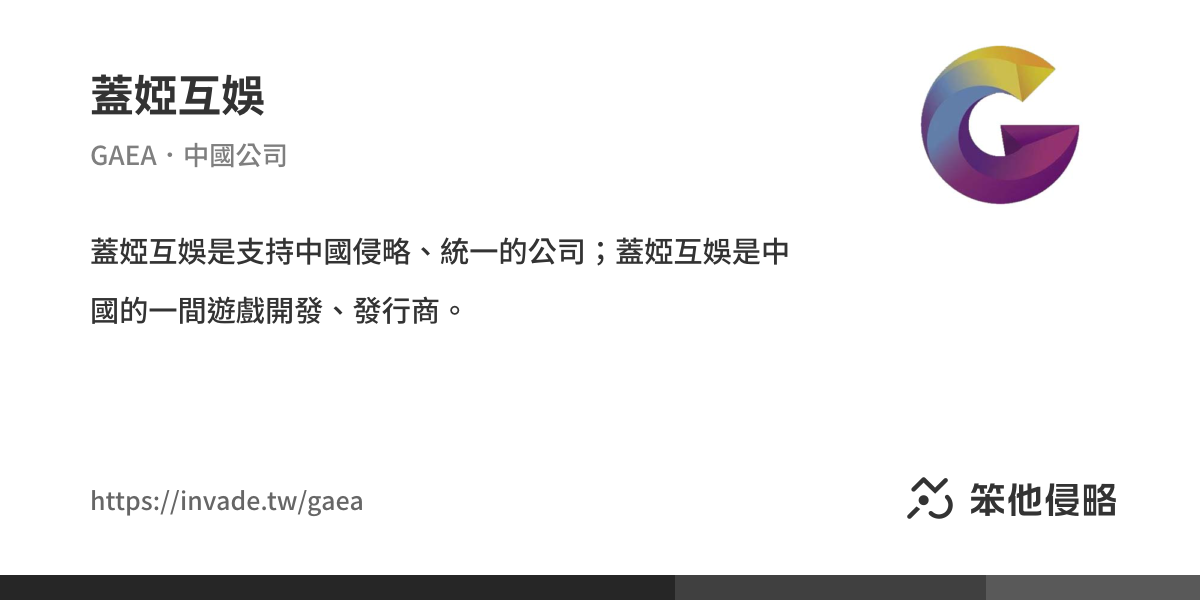 蓋婭互娛
GAEA・中國公司
蓋婭互娛是支持中國侵略、統一的公司；蓋婭互娛是中
國的一間遊戲開發、發行商。
https://invade.tw/gaea
笨他侵略